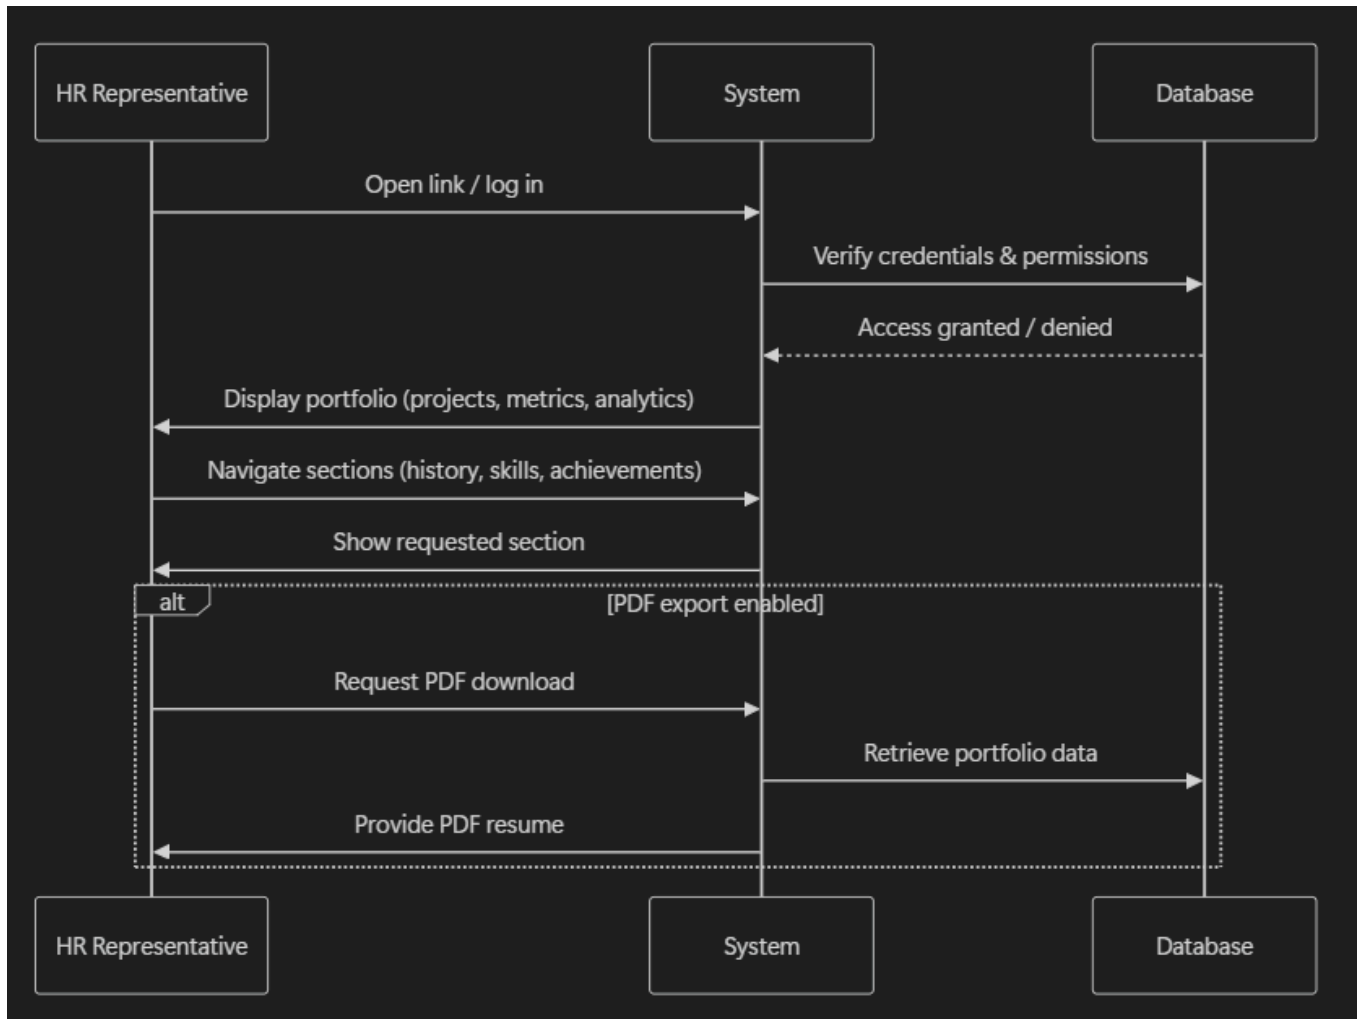 HR Representative
System
Database
Open link / log in
Verify credentials & permissions
Access granted / denied
Display portfolio (projects, metrics, analytics)
Navigate sections (history, skills, achievements)
Show requested section
alt
[PDF export enabled]
Request PDF download
Retrieve portfolio data
Provide PDF resume
HR Representative
System
Database